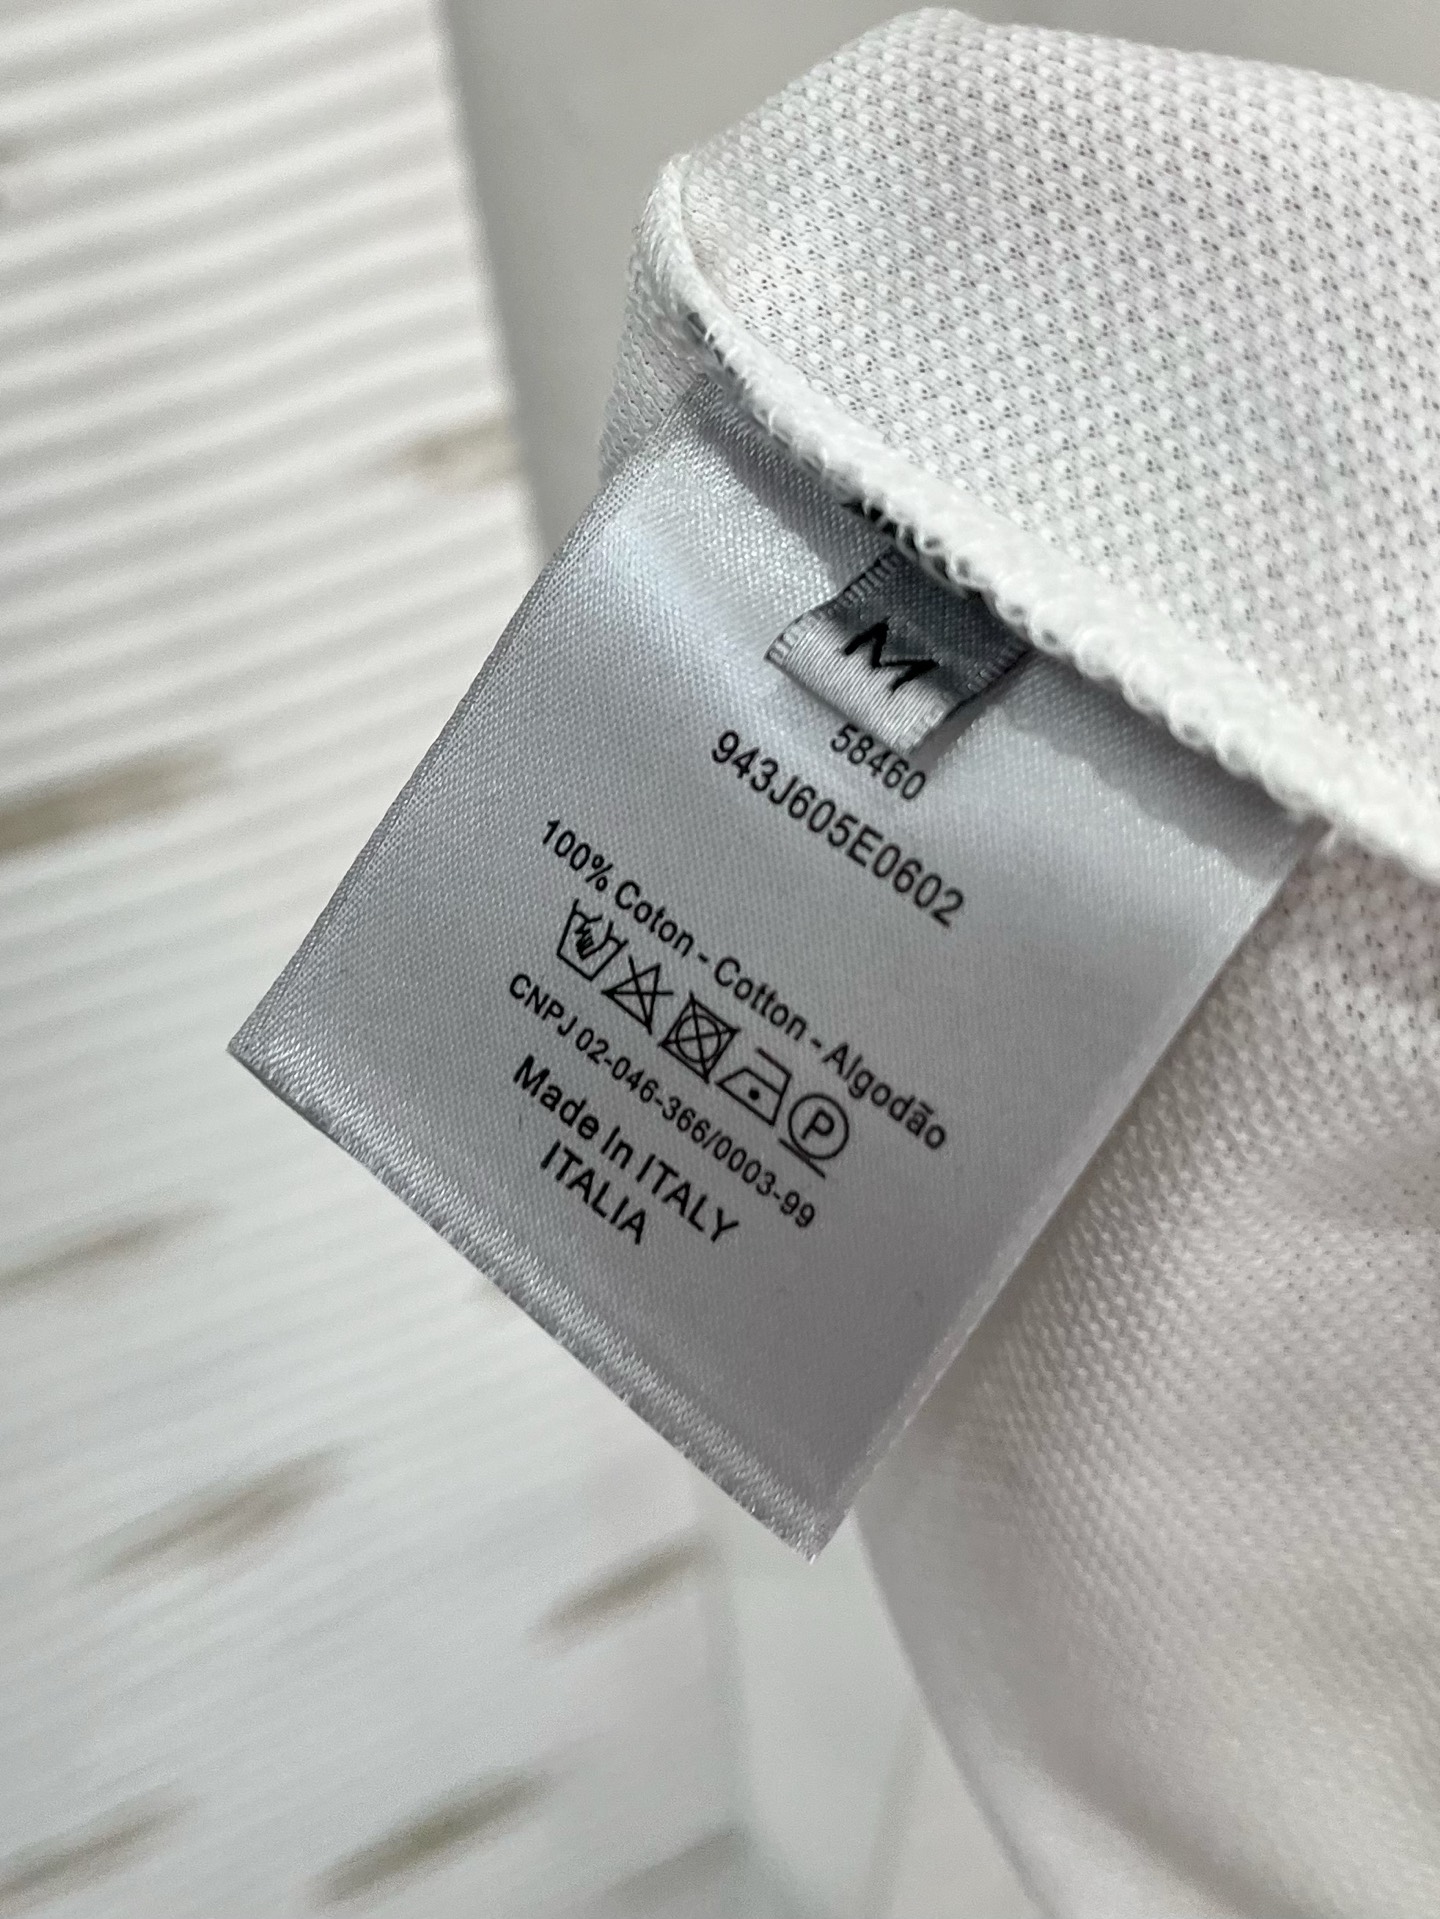 M
58460
943J605E0602
100% Coton - Cotton - Algodão
P
CNPJ 02-046-366/0003-99
Made In ITALY
ITALIA